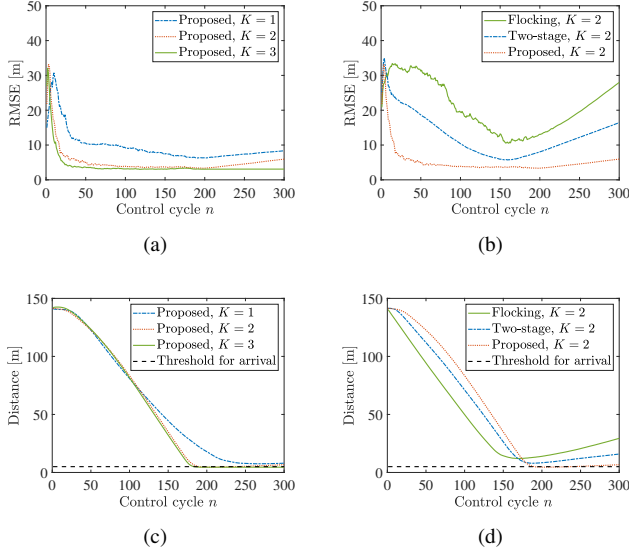 50
40
30
20
10
0
RMSE [m]
Proposed, K = 1
Proposed, K = 2
Proposed, K = 3
0 50 100 150 200 250 300
Control cycle n
(a)
50
40
30
20
10
0
RMSE [m]
Flocking, K = 2
Two-stage, K = 2
Proposed, K = 2
0 50 100 150 200 250 300
Control cycle n
(b)
150
100
50
0
Distance [m]
Proposed, K = 1
Proposed, K = 2
Proposed, K = 3
Threshold for arrival
0 50 100 150 200 250 300
Control cycle n
(c)
150
100
50
0
Distance [m]
Flocking, K = 2
Two-stage, K = 2
Proposed, K = 2
Threshold for arrival
0 50 100 150 200 250 300
Control cycle n
(d)